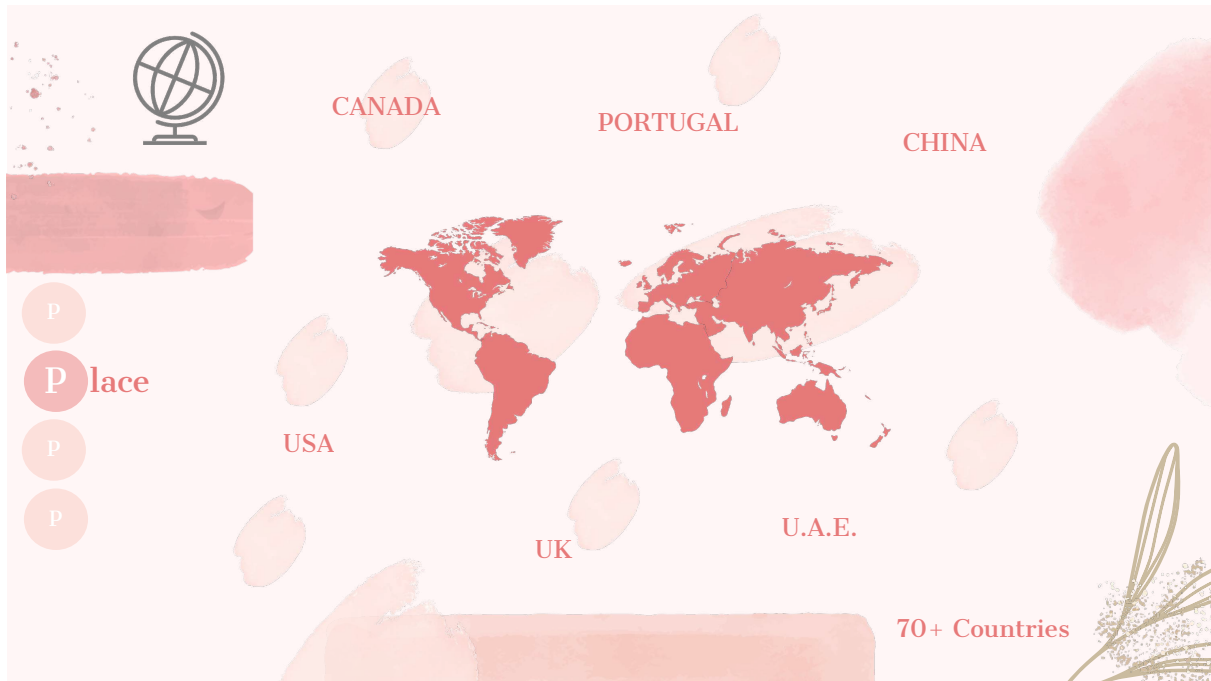 CANADA
PORTUGAL
CHINA
P
Place
P
P
USA
UK
U.A.E.
70+ Countries